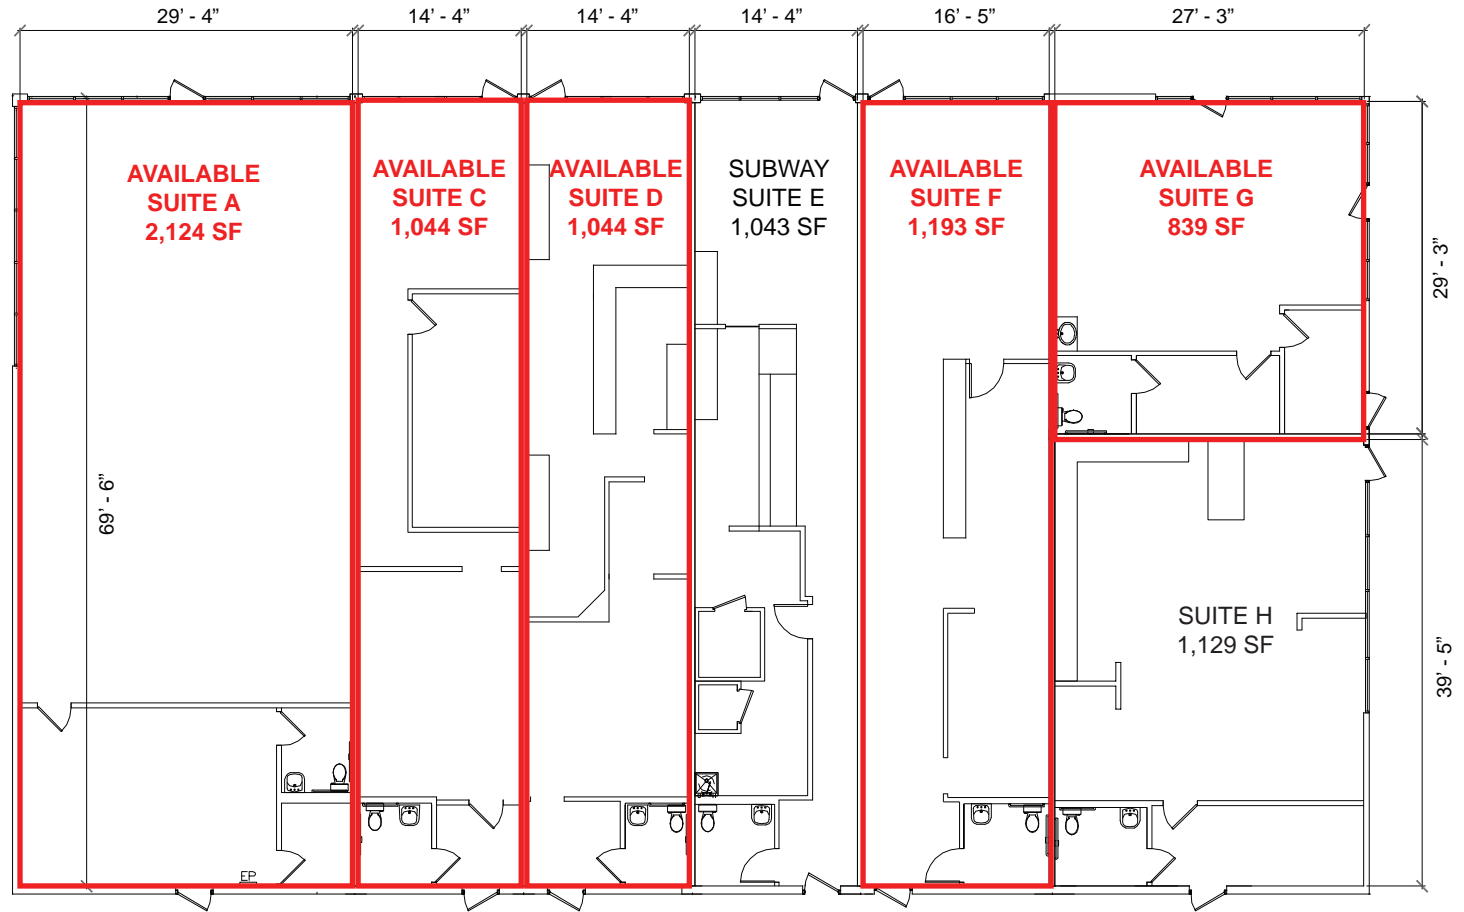 29’ - 4”
14’ - 4”
14’ - 4”
14’ - 4”
16’ - 5”
27’ - 3”
AVAILABLE
SUITE A
2,124 SF
AVAILABLE
SUITE C
1,044 SF
AVAILABLE
SUITE D
1,044 SF
SUBWAY
SUITE E
1,043 SF
AVAILABLE
SUITE F
1,193 SF
AVAILABLE
SUITE G
839 SF
29’ - 3”
69’ - 6”
SUITE H
1,129 SF
39’ - 5”
EP